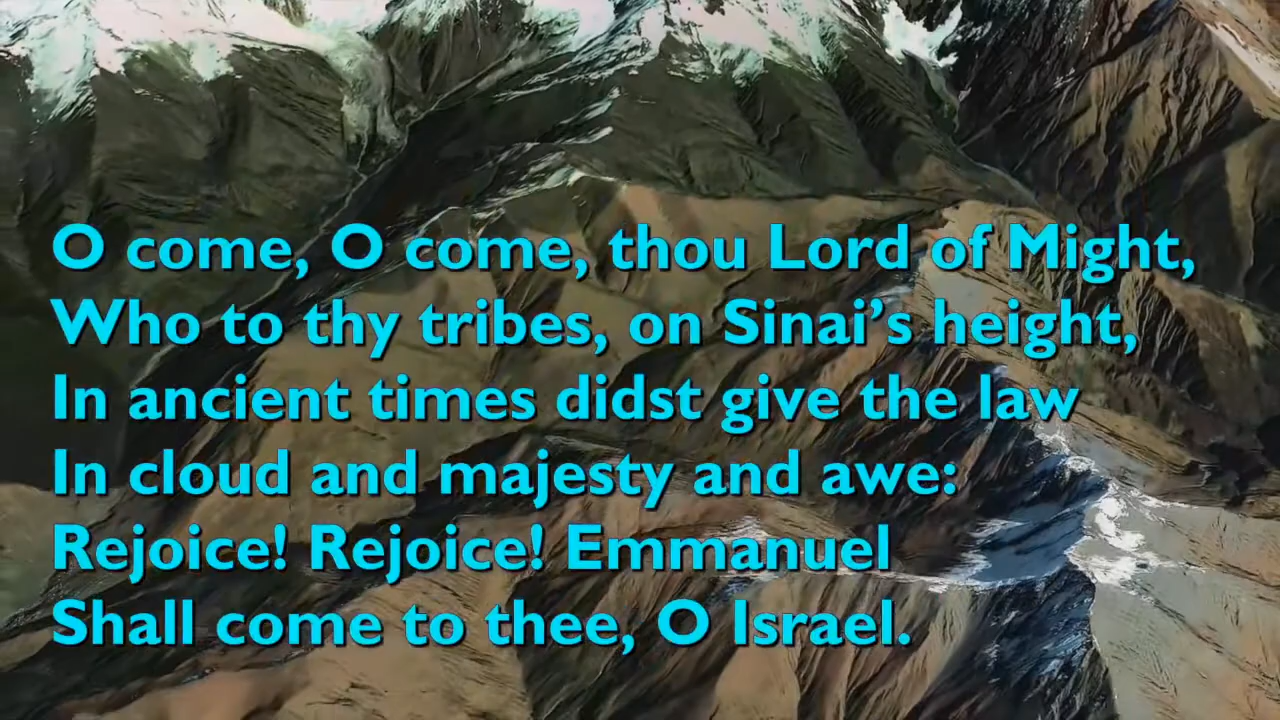 O come, O come, thou Lord of Might,
Who to thy tribes, on Sinai’s height,
In ancient times didst give the law
In cloud and majesty and awe:
Rejoice! Rejoice! Emmanuel
Shall come to thee, O Israel.